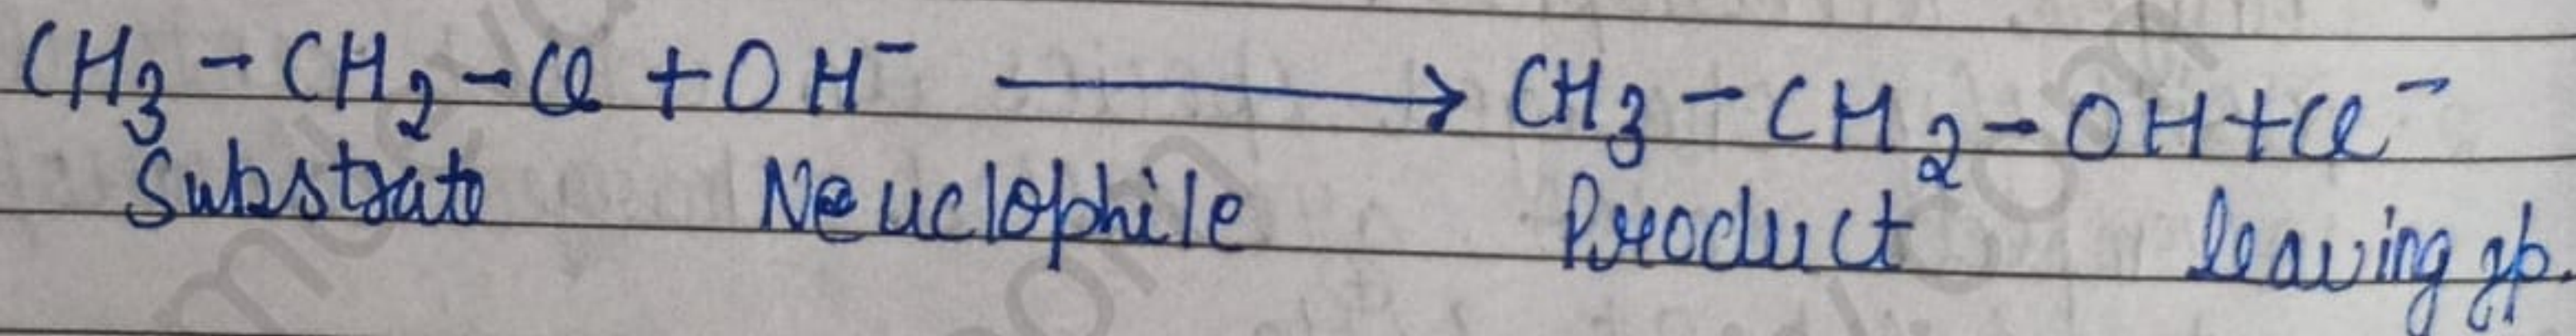 CH₃-CH₂-Cl + OH⁻ → CH₃-CH₂-OH + Cl⁻
Substrate Neuclophile Product leaving gp.